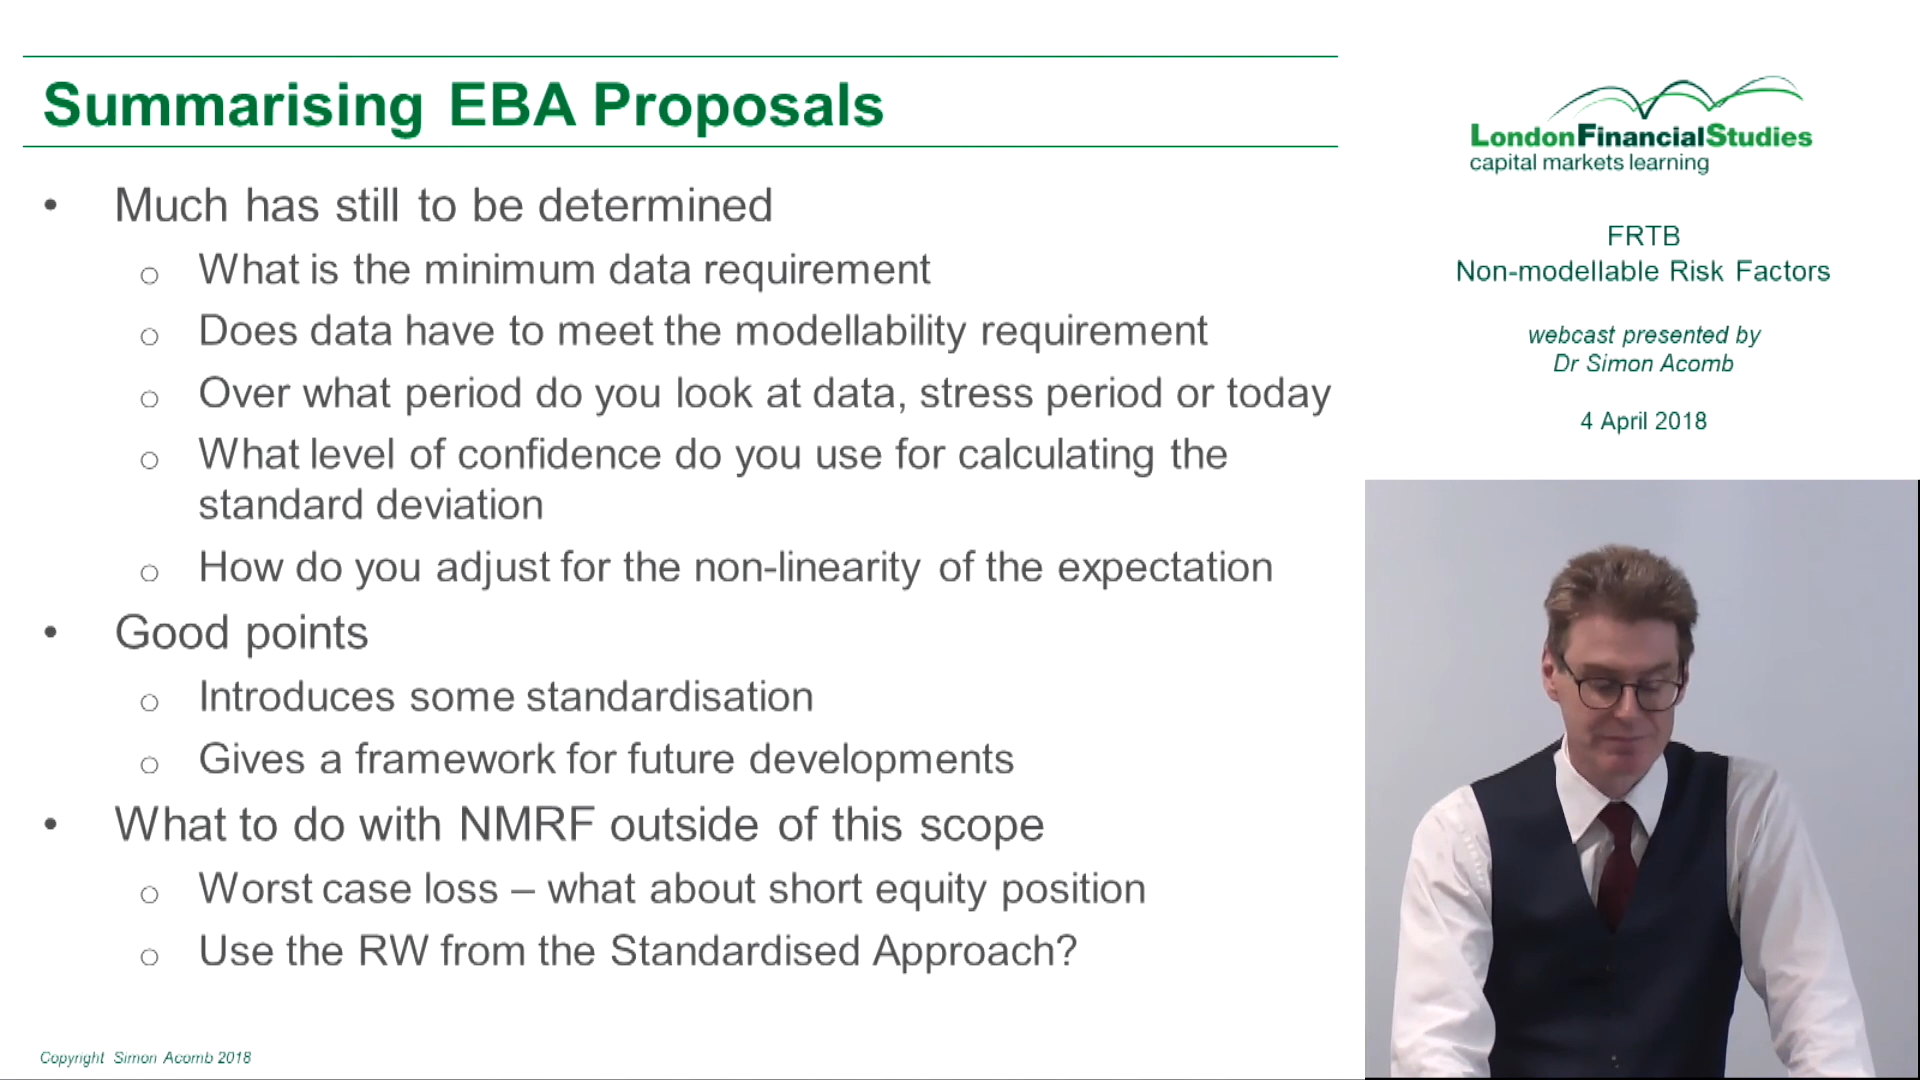 Summarising EBA Proposals
• Much has still to be determined
o What is the minimum data requirement
o Does data have to meet the modellability requirement
o Over what period do you look at data, stress period or today
o What level of confidence do you use for calculating the
standard deviation
o How do you adjust for the non-linearity of the expectation
• Good points
o Introduces some standardisation
o Gives a framework for future developments
• What to do with NMRF outside of this scope
o Worst case loss – what about short equity position
o Use the RW from the Standardised Approach?
Copyright Simon Acomb 2018
LondonFinancialStudies
capital markets learning
FRTB
Non-modellable Risk Factors
webcast presented by
Dr Simon Acomb
4 April 2018